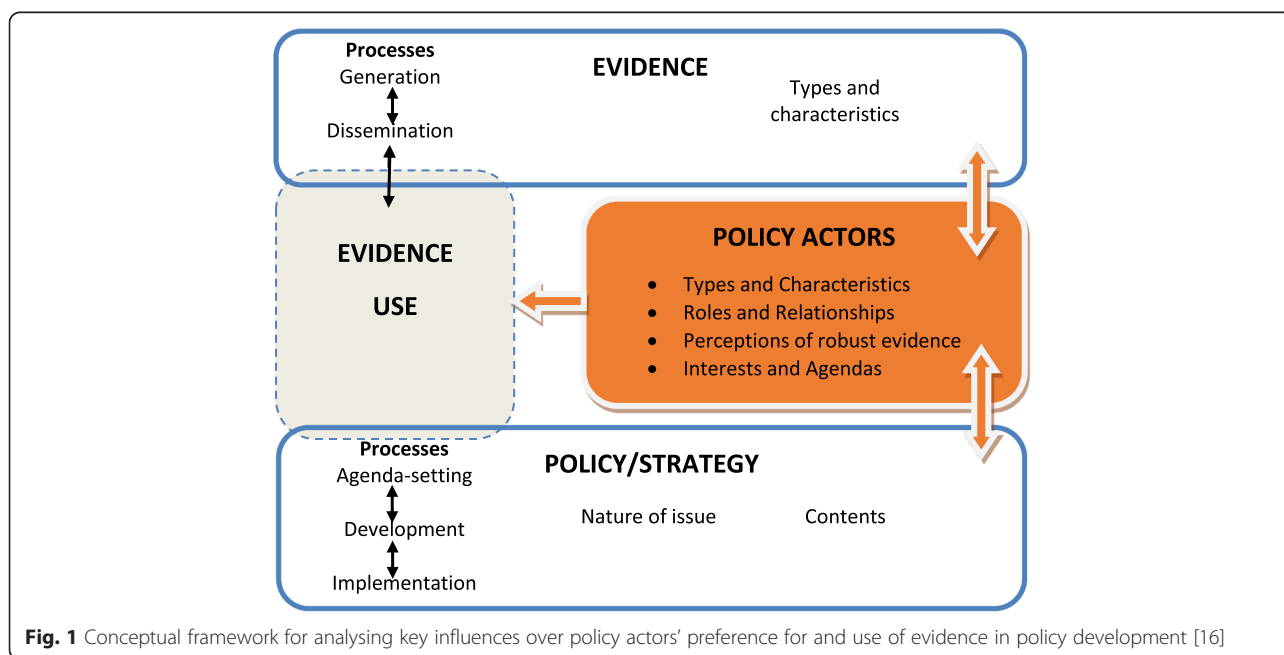 Processes
Generation
Dissemination
EVIDENCE
Types and
characteristics
EVIDENCE
USE
POLICY ACTORS
• Types and Characteristics
• Roles and Relationships
• Perceptions of robust evidence
• Interests and Agendas
Processes
Agenda-setting
Development
Implementation
POLICY/STRATEGY
Nature of issue
Contents
Fig. 1 Conceptual framework for analysing key influences over policy actors’ preference for and use of evidence in policy development [16]